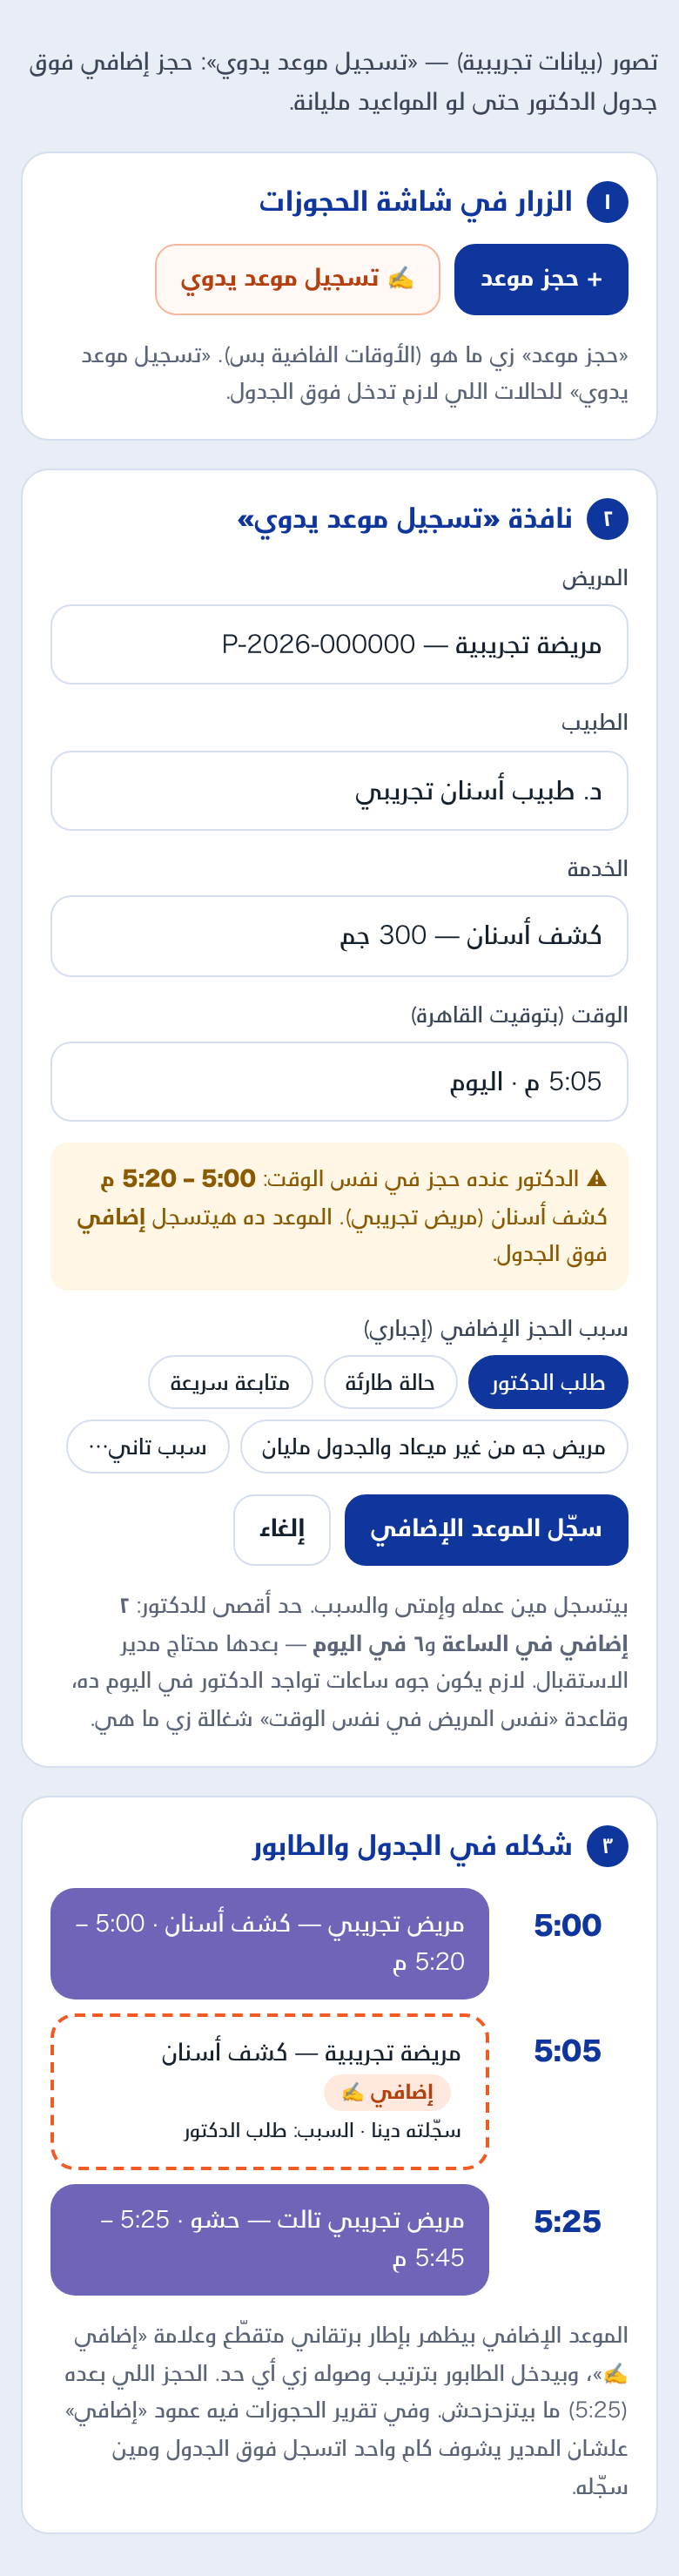 تصور (بيانات تجريبية) — «تسجيل موعد يدوي»: حجز إضافي فوق
جدول الدكتور حتى لو المواعيد مليانة.
١ الزرار في شاشة الحجوزات
+ حجز موعد
✍️ تسجيل موعد يدوي
«حجز موعد» زي ما هو (الأوقات الفاضية بس). «تسجيل موعد
يدوي» للحالات اللي لازم تدخل فوق الجدول.
٢ نافذة «تسجيل موعد يدوي»
المريض
مريضة تجريبية — P-2026-000000
الطبيب
د. طبيب أسنان تجريبي
الخدمة
كشف أسنان — 300 جم
الوقت (بتوقيت القاهرة)
5:05 م · اليوم
⚠ الدكتور عنده حجز في نفس الوقت: 5:00 – 5:20 م
كشف أسنان (مريض تجريبي). الموعد ده هيتسجل إضافي
فوق الجدول.
سبب الحجز الإضافي (إجباري)
طلب الدكتور
حالة طارئة
متابعة سريعة
مريض جه من غير ميعاد والجدول مليان
سبب تاني…
سجّل الموعد الإضافي
إلغاء
بيتسجل مين عمله وإمتى والسبب. حد أقصى للدكتور: ٢
إضافي في الساعة و٦ في اليوم — بعدها محتاج مدير
الاستقبال. لازم يكون جوه ساعات تواجد الدكتور في اليوم ده،
وقاعدة «نفس المريض في نفس الوقت» شغالة زي ما هي.
٣ شكله في الجدول والطابور
5:00
مريض تجريبي — كشف أسنان · 5:00 –
5:20 م
5:05
مريضة تجريبية — كشف أسنان
إضافي ✍️
سجّلته دينا · السبب: طلب الدكتور
5:25
مريض تجريبي تالت — حشو · 5:25 –
5:45 م
الموعد الإضافي بيظهر بإطار برتقاني متقطّع وعلامة «إضافي
✍️»، وبيدخل الطابور بترتيب وصوله زي أي حد. الحجز اللي بعده
(5:25) ما بيتزحزحش. وفي تقرير الحجوزات فيه عمود «إضافي»
علشان المدير يشوف كام واحد اتسجل فوق الجدول ومين
سجّله.